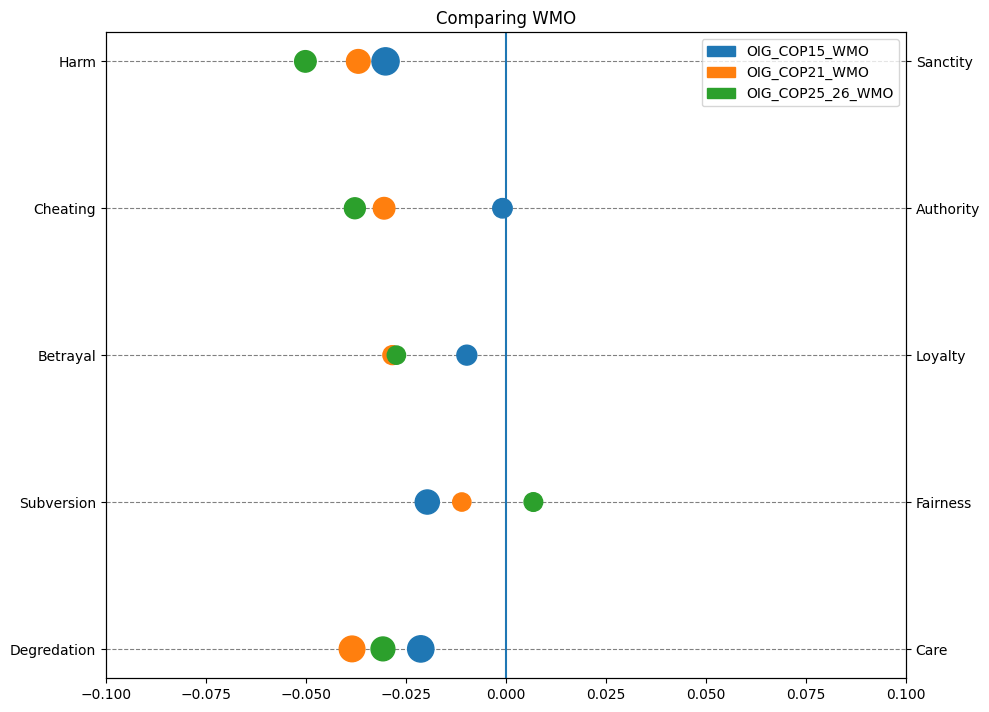 Comparing WMO
OIG_COP15_WMO
OIG_COP21_WMO
OIG_COP25_26_WMO
Harm
Sanctity
Cheating
Authority
Betrayal
Loyalty
Subversion
Fairness
Degredation
Care
−0.100
−0.075
−0.050
−0.025
0.000
0.025
0.050
0.075
0.100